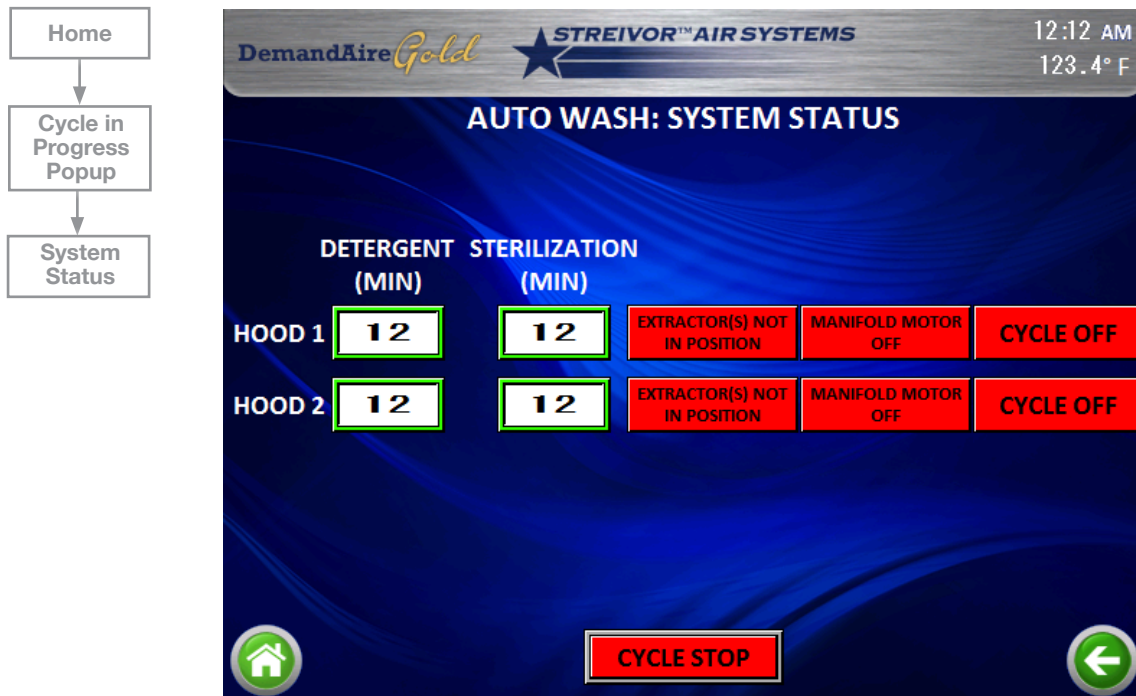 Home
Cycle in
Progress
Popup
System
Status
DemandAire Gold
STREIVOR™ AIR SYSTEMS
12:12 AM
123.4° F
AUTO WASH: SYSTEM STATUS
DETERGENT STERILIZATION
(MIN) (MIN)
HOOD 1 12 12 EXTRACTOR(S) NOT IN POSITION MANIFOLD MOTOR OFF CYCLE OFF
HOOD 2 12 12 EXTRACTOR(S) NOT IN POSITION MANIFOLD MOTOR OFF CYCLE OFF
CYCLE STOP